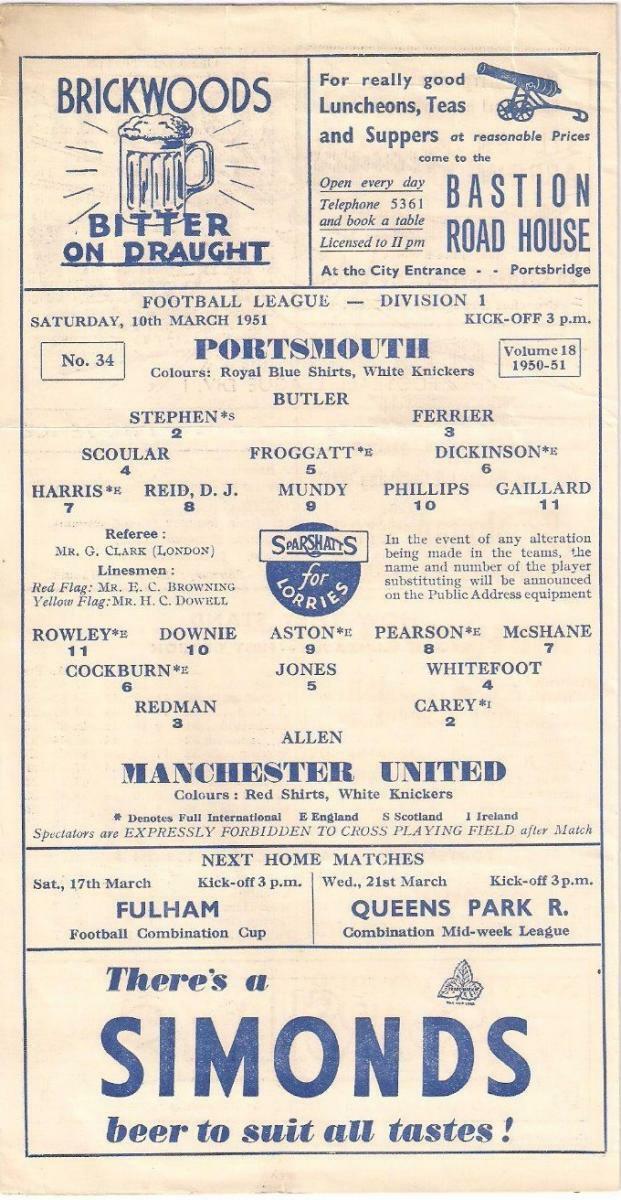 BRICKWOODS
BITTER
ON DRAUGHT
For really good
Luncheons, Teas
and Suppers at reasonable Prices
come to the
Open every day
Telephone 5361
and book a table
Licensed to II pm
BASTION
ROAD HOUSE
At the City Entrance - - Portsbridge
FOOTBALL LEAGUE — DIVISION 1
SATURDAY, 10th MARCH 1951 KICK-OFF 3 p.m.
No. 34
PORTSMOUTH
Colours: Royal Blue Shirts, White Knickers
Volume 18
1950-51
BUTLER
STEPHEN*S FERRIER
2 3
SCOULAR FROGGATT*E DICKINSON*E
4 5 6
HARRIS*E REID, D. J. MUNDY PHILLIPS GAILLARD
7 8 9 10 11
Referee :
MR. G. CLARK (LONDON)
Linesmen :
Red Flag: MR. E. C. BROWNING
Yellow Flag: MR. H. C. DOWELL
SPARSHATTS
for
LORRIES
In the event of any alteration
being made in the teams, the
name and number of the player
substituting will be announced
on the Public Address equipment
ROWLEY*E DOWNIE ASTON*E PEARSON*E McSHANE
11 10 9 8 7
COCKBURN*E JONES WHITEFOOT
6 5 4
REDMAN CAREY*I
3 2
ALLEN
MANCHESTER UNITED
Colours : Red Shirts, White Knickers
* Denotes Full International E England S Scotland I Ireland
Spectators are EXPRESSLY FORBIDDEN TO CROSS PLAYING FIELD after Match
NEXT HOME MATCHES
Sat., 17th March Kick-off 3 p.m.
FULHAM
Football Combination Cup
Wed., 21st March Kick-off 3 p.m.
QUEENS PARK R.
Combination Mid-week League
There's a
SIMONDS
beer to suit all tastes !